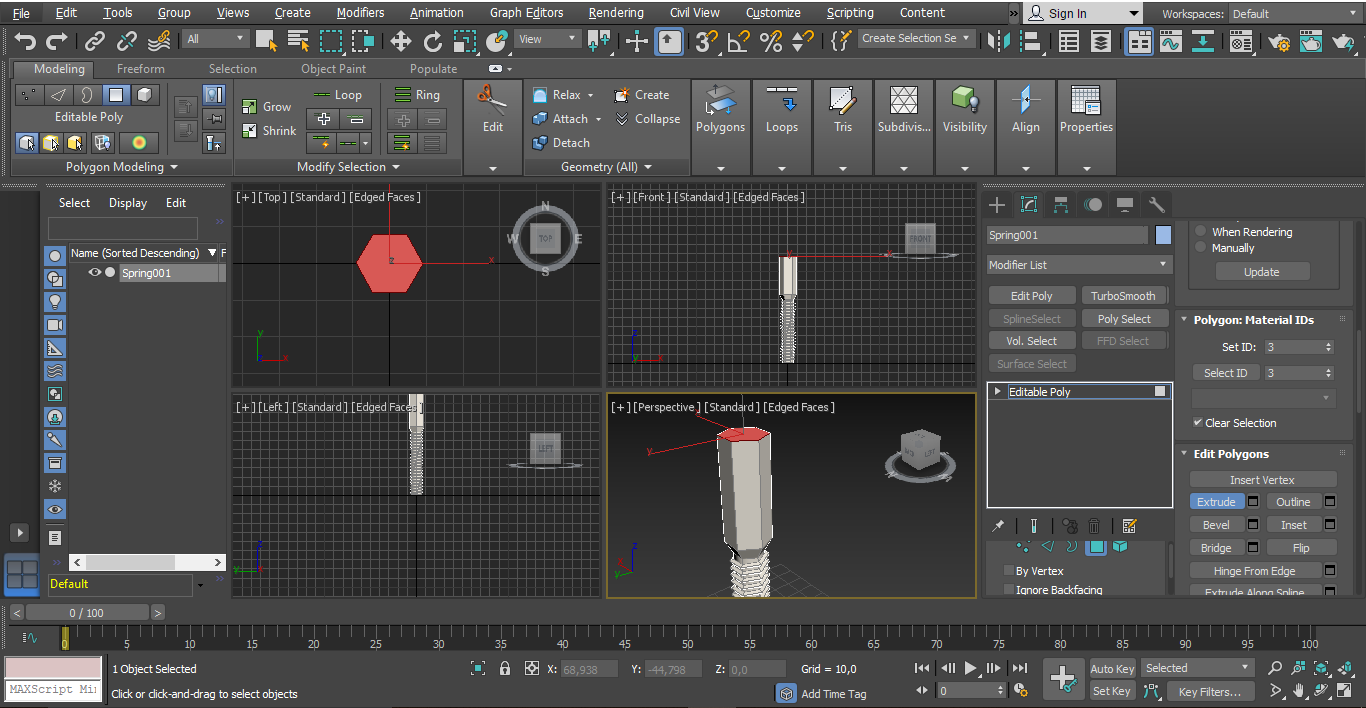 File Edit Tools Group Views Create Modifiers Animation Graph Editors Rendering Civil View Customize Scripting Content » Sign In Workspaces: Default
All View Create Selection Se
Modeling Freeform Selection Object Paint Populate
Editable Poly
Polygon Modeling
Grow
Shrink
Loop
Ring
Modify Selection
Edit
Relax Create
Attach Collapse
Detach
Geometry (All)
Polygons Loops Tris Subdivis... Visibility Align Properties
Select Display Edit
Name (Sorted Descending) F
Spring001
Default
[+] [Top] [Standard] [Edged Faces]
N
W TOP E
S
z x
y
x
[+] [Front] [Standard] [Edged Faces]
FRONT
[+] [Left] [Standard] [Edged Faces]
LEFT
[+] [Perspective] [Standard] [Edged Faces]
y
LEFT
Spring001
Modifier List
Edit Poly TurboSmooth
SplineSelect Poly Select
Vol. Select FFD Select
Surface Select
Editable Poly
By Vertex
Ignore Backfacing
When Rendering
Manually
Update
Polygon: Material IDs
Set ID: 3
Select ID 3
Clear Selection
Edit Polygons
Insert Vertex
Extrude Outline
Bevel Inset
Bridge Flip
Hinge From Edge
Extrude Along Spline
< 0 / 100 >
0 5 10 15 20 25 30 35 40 45 50 55 60 65 70 75 80 85 90 95 100
1 Object Selected
MAXScript Mi
Click or click-and-drag to select objects
X: 68,938 Y: -44,798 Z: 0,0 Grid = 10,0
Add Time Tag
0
Auto Key Selected
Set Key Key Filters...